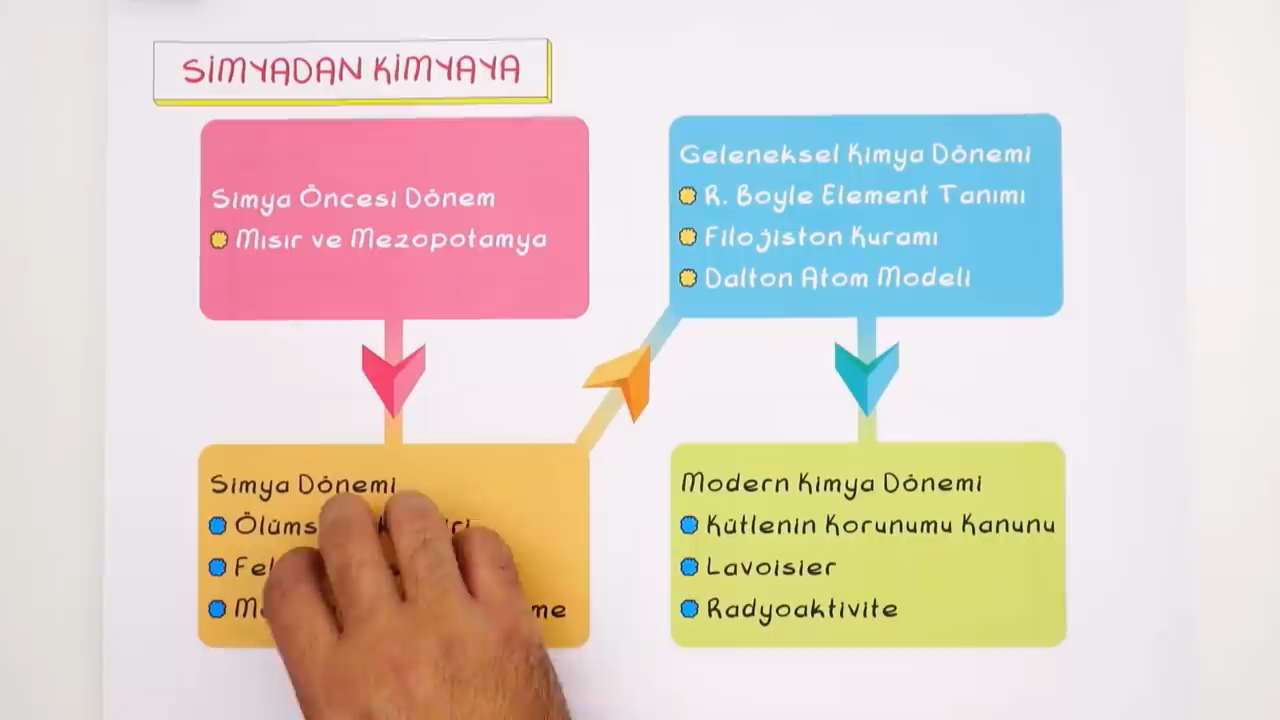 SİMYADAN KİMYAYA
Simya Öncesi Dönem
Mısır ve Mezopotamya
Simya Dönemi
Geleneksel Kimya Dönemi
R. Boyle Element Tanımı
Filojiston Kuramı
Dalton Atom Modeli
Modern Kimya Dönemi
Kütlenin Korunumu Kanunu
Lavoisier
Radyoaktivite